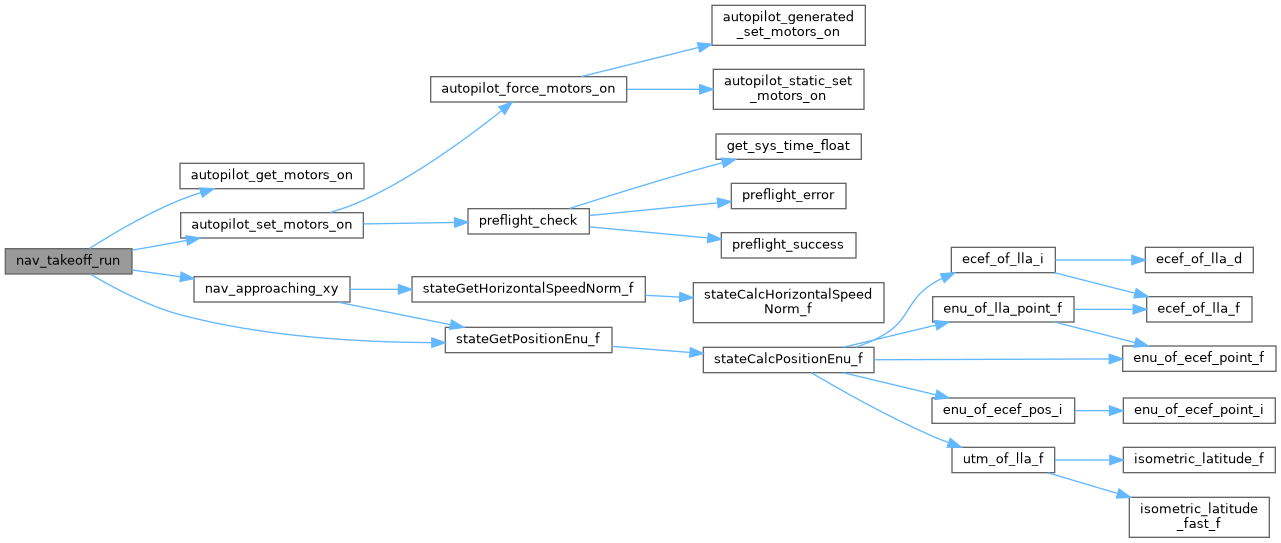 autopilot_generated
_set_motors_on
autopilot_force_motors_on
autopilot_static_set
_motors_on
get_sys_time_float
autopilot_get_motors_on
preflight_error
autopilot_set_motors_on
preflight_check
preflight_success
nav_takeoff_run
ecef_of_lla_i
ecef_of_lla_d
nav_approaching_xy
stateGetHorizontalSpeedNorm_f
stateCalcHorizontalSpeed
Norm_f
enu_of_lla_point_f
ecef_of_lla_f
stateGetPositionEnu_f
stateCalcPositionEnu_f
enu_of_ecef_point_f
enu_of_ecef_pos_i
enu_of_ecef_point_i
utm_of_lla_f
isometric_latitude_f
isometric_latitude
_fast_f